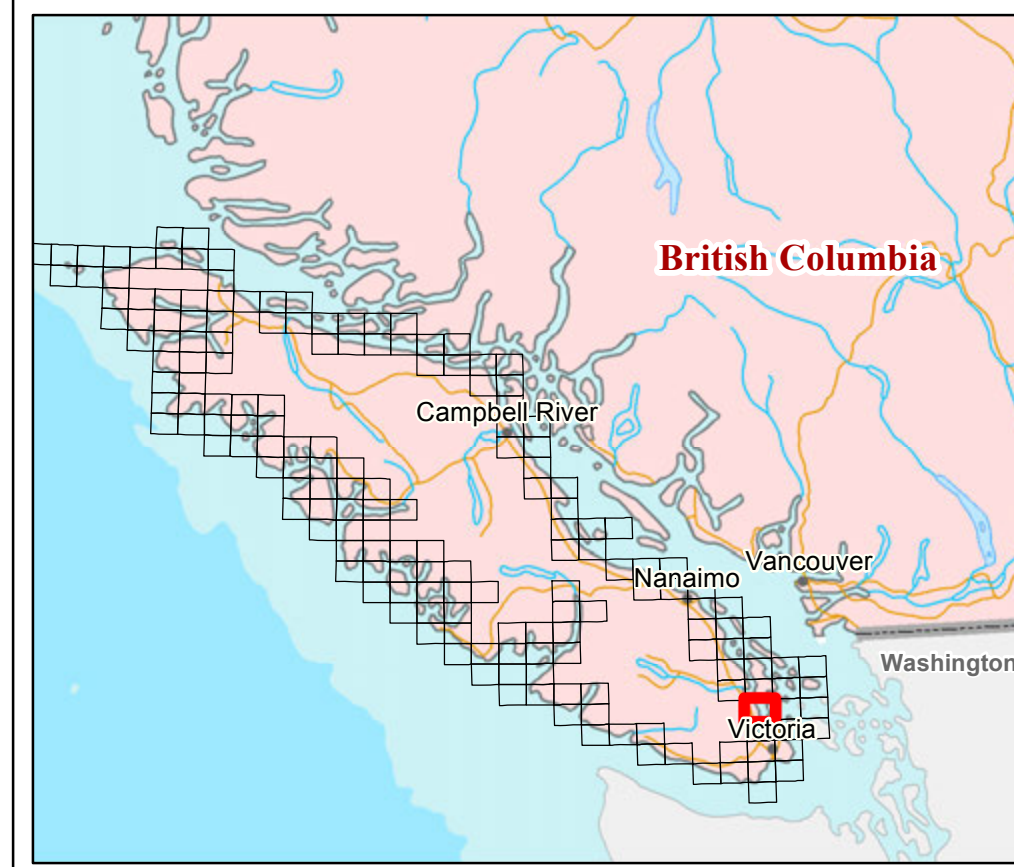 British Columbia
Campbell River
Vancouver
Nanaimo
Washington
Victoria